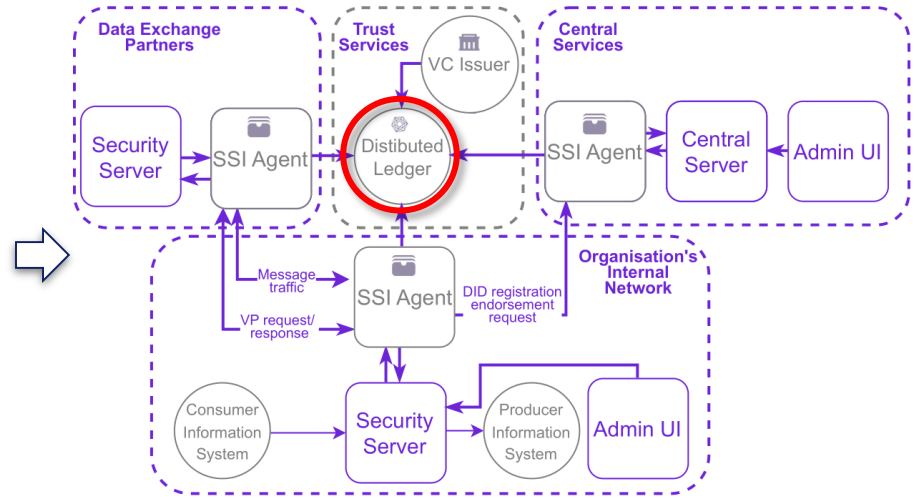 Data Exchange
Partners
Trust
Services
Central
Services
VC Issuer
Security
Server
SSI Agent
Distibuted
Ledger
SSI Agent
Central
Server
Admin UI
Organisation's
Internal
Network
Message
traffic
SSI Agent
DID registration
endorsement
request
VP request/
response
Consumer
Information
System
Security
Server
Producer
Information
System
Admin UI